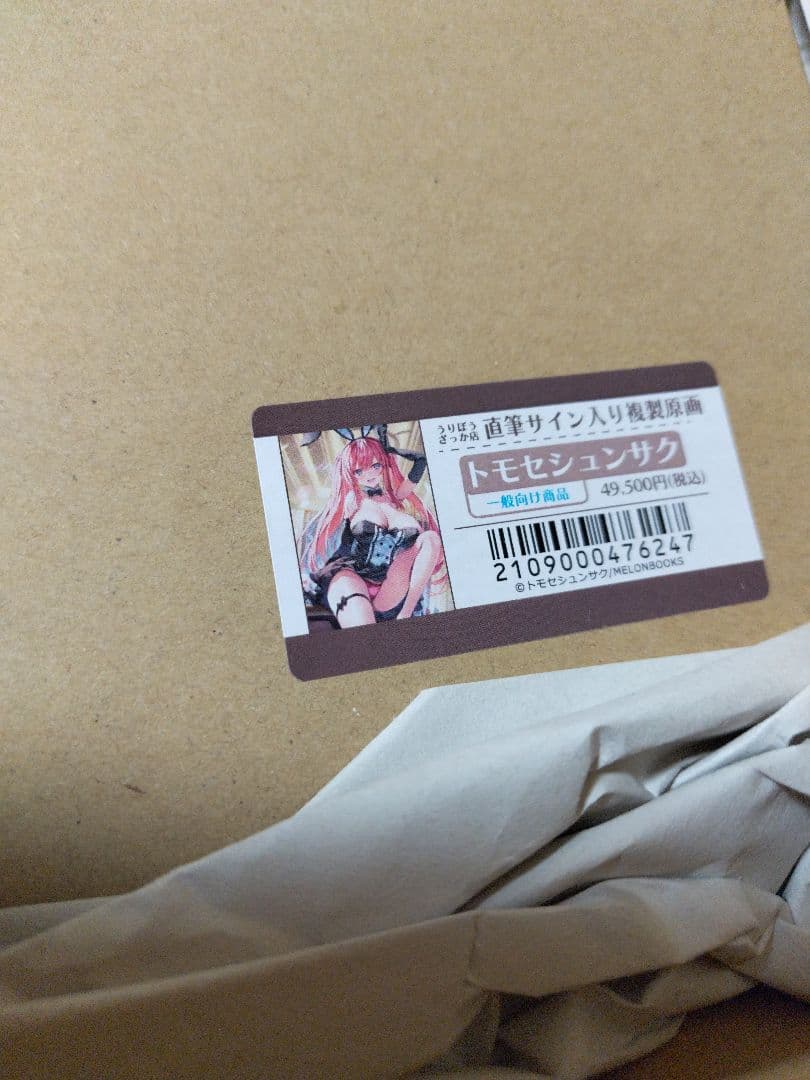 うりぼう
ざっか店 直筆サイン入り複製原画
トモセシュンサク
一般向け商品 49,500円(税込)
2109000476247
©トモセシュンサク/MELONBOOKS